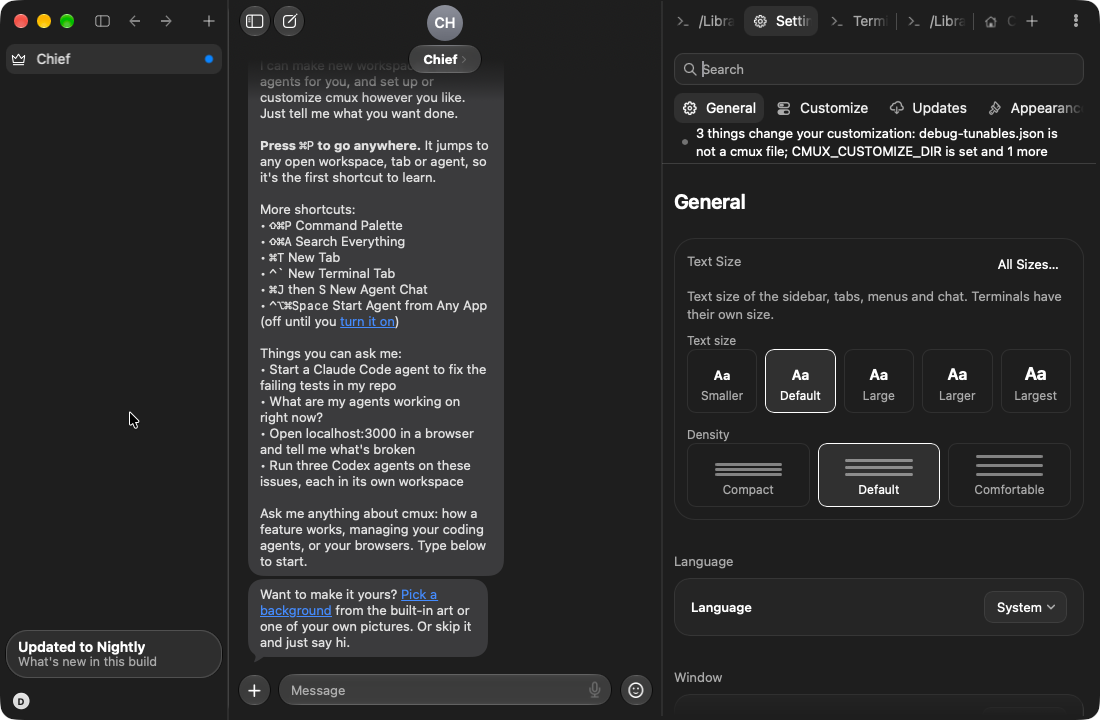 Chief
Updated to Nightly
What's new in this build
D
CH
Chief
I can make new workspac
agents for you, and set up or
customize cmux however you like.
Just tell me what you want done.
Press ⌘P to go anywhere. It jumps to
any open workspace, tab or agent, so
it's the first shortcut to learn.
More shortcuts:
• ⇧⌘P Command Palette
• ⇧⌘A Search Everything
• ⌘T New Tab
• ^` New Terminal Tab
• ⌘J then S New Agent Chat
• ^⌥⌘Space Start Agent from Any App
(off until you turn it on)
Things you can ask me:
• Start a Claude Code agent to fix the
failing tests in my repo
• What are my agents working on
right now?
• Open localhost:3000 in a browser
and tell me what's broken
• Run three Codex agents on these
issues, each in its own workspace
Ask me anything about cmux: how a
feature works, managing your coding
agents, or your browsers. Type below
to start.
Want to make it yours? Pick a
background from the built-in art or
one of your own pictures. Or skip it
and just say hi.
Message
/Libra Settin Termi /Libra C
Search
General Customize Updates Appearanc
3 things change your customization: debug-tunables.json is
not a cmux file; CMUX_CUSTOMIZE_DIR is set and 1 more
General
Text Size All Sizes...
Text size of the sidebar, tabs, menus and chat. Terminals have
their own size.
Text size
Aa Aa Aa Aa Aa
Smaller Default Large Larger Largest
Density
Compact Default Comfortable
Language
Language System
Window